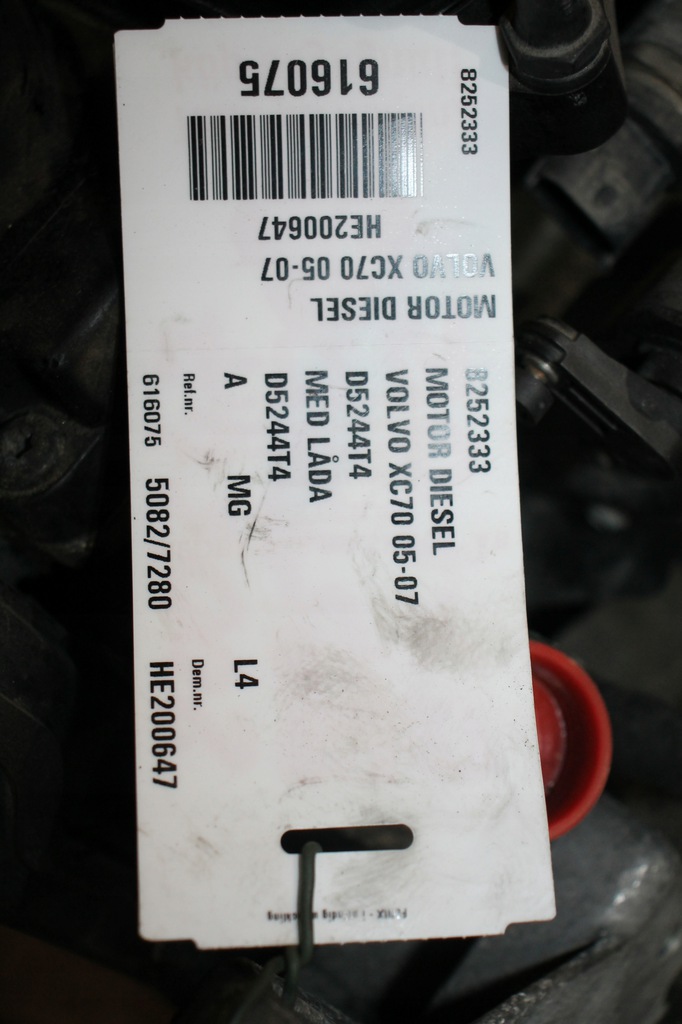 616075
8252333
HE200647
VOLVO XC70 05-07
MOTOR DIESEL
8252333
MOTOR DIESEL
VOLVO XC70 05-07
D5244T4
MED LÅDA
D5244T4
A MG L4
Ref.nr. Dem.nr.
616075 5082/7280 HE200647